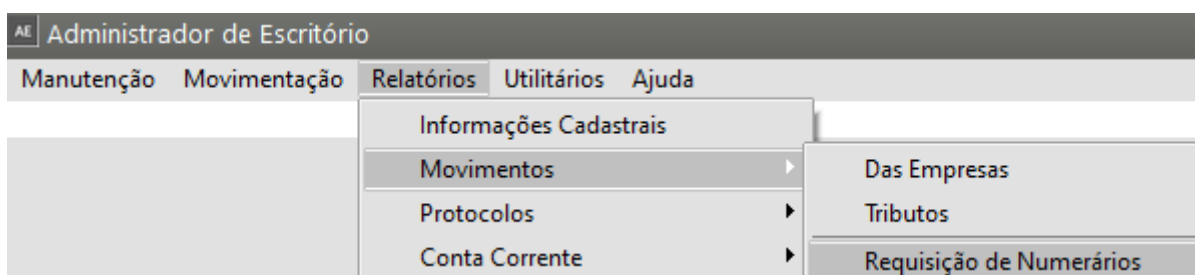 AE Administrador de Escritório
Manutenção Movimentação Relatórios Utilitários Ajuda
Informações Cadastrais
Movimentos
Das Empresas
Protocolos
Tributos
Conta Corrente
Requisição de Numerários